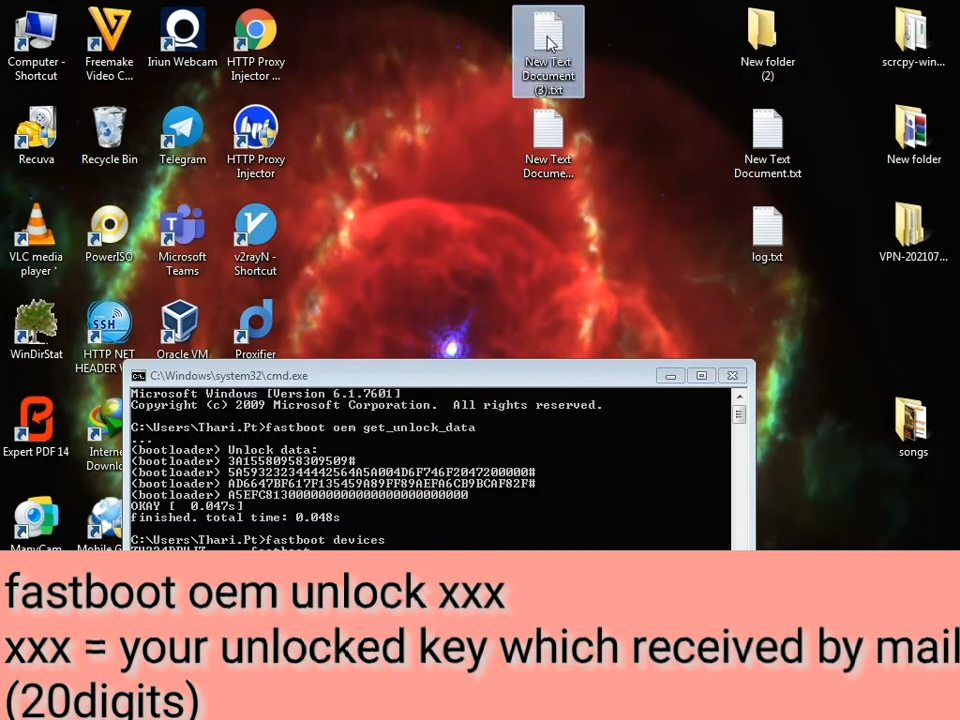 Computer -
Shortcut
Freemake
Video C...
Iriun Webcam
HTTP Proxy
Injector ...
New Text
Document
(3).txt
New folder
(2)
scrcpy-win...
Recuva
Recycle Bin
Telegram
HTTP Proxy
Injector
New Text
Docume...
New Text
Document.txt
New folder
VLC media
player
PowerISO
Microsoft
Teams
v2rayN -
Shortcut
log.txt
VPN-202107...
WinDirStat
SSH
HTTP NET
HEADER
Oracle VM
Proxifier
Expert PDF 14
Interne
Downlo
songs
ManyCam
Mobile
C:\Windows\system32\cmd.exe
Microsoft Windows [Version 6.1.7601]
Copyright (c) 2009 Microsoft Corporation.  All rights reserved.
C:\Users\Thari.Pt>fastboot oem get_unlock_data
...
(bootloader) Unlock data:
(bootloader) 3A15580958309509#
(bootloader) 5A593232344442564A5A004D6F746F2047200000#
(bootloader) AD6647BF617F135459A89FF89AEFA6CB9BCAF82F#
(bootloader) A5EFC813000000000000000000000000
OKAY [  0.047s]
finished. total time: 0.048s
C:\Users\Thari.Pt>fastboot devices
fastboot oem unlock xxx
xxx = your unlocked key which received by mail
(20digits)